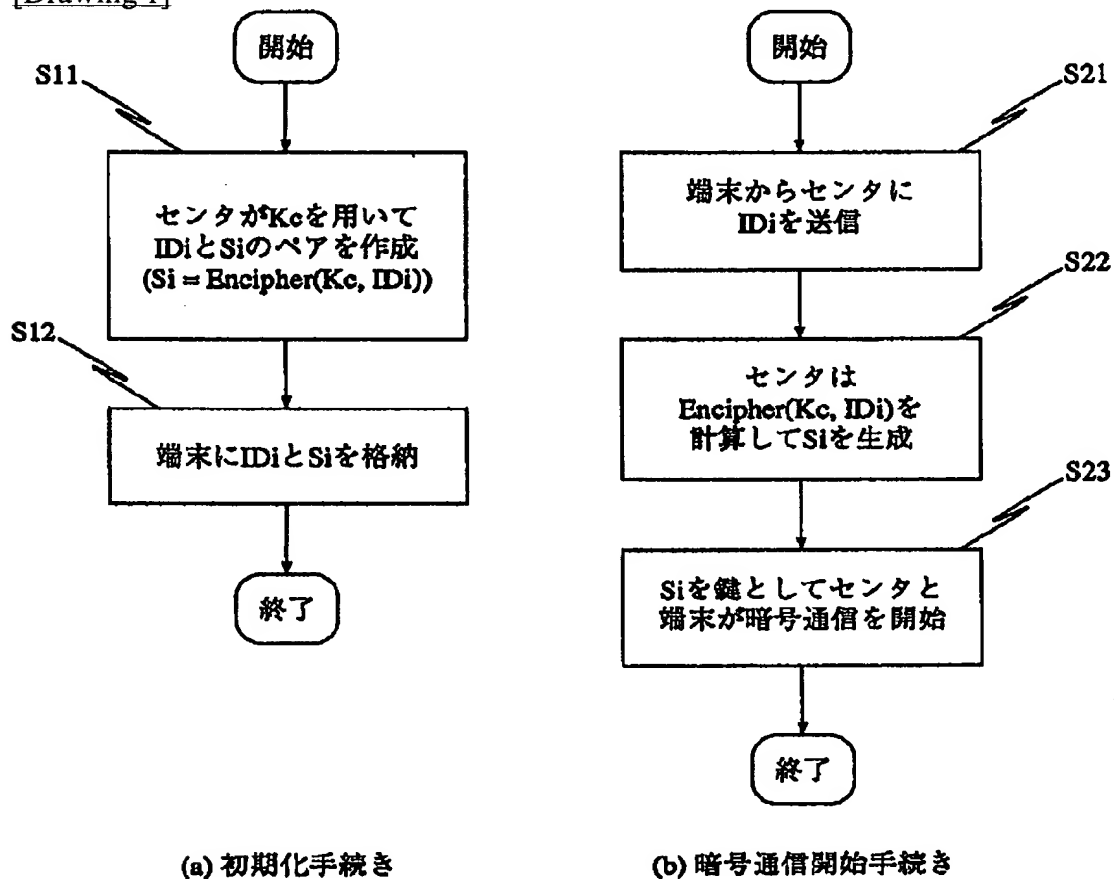 [Drawing 1]
開始
S11
センタがKcを用いて
IDiとSiのペアを作成
(Si = Encipher(Kc, IDi))
S12
端末にIDiとSiを格納
終了
(a) 初期化手続き
開始
S21
端末からセンタに
IDiを送信
S22
センタは
Encipher(Kc, IDi)を
計算してSiを生成
S23
Siを鍵としてセンタと
端末が暗号通信を開始
終了
(b) 暗号通信開始手続き